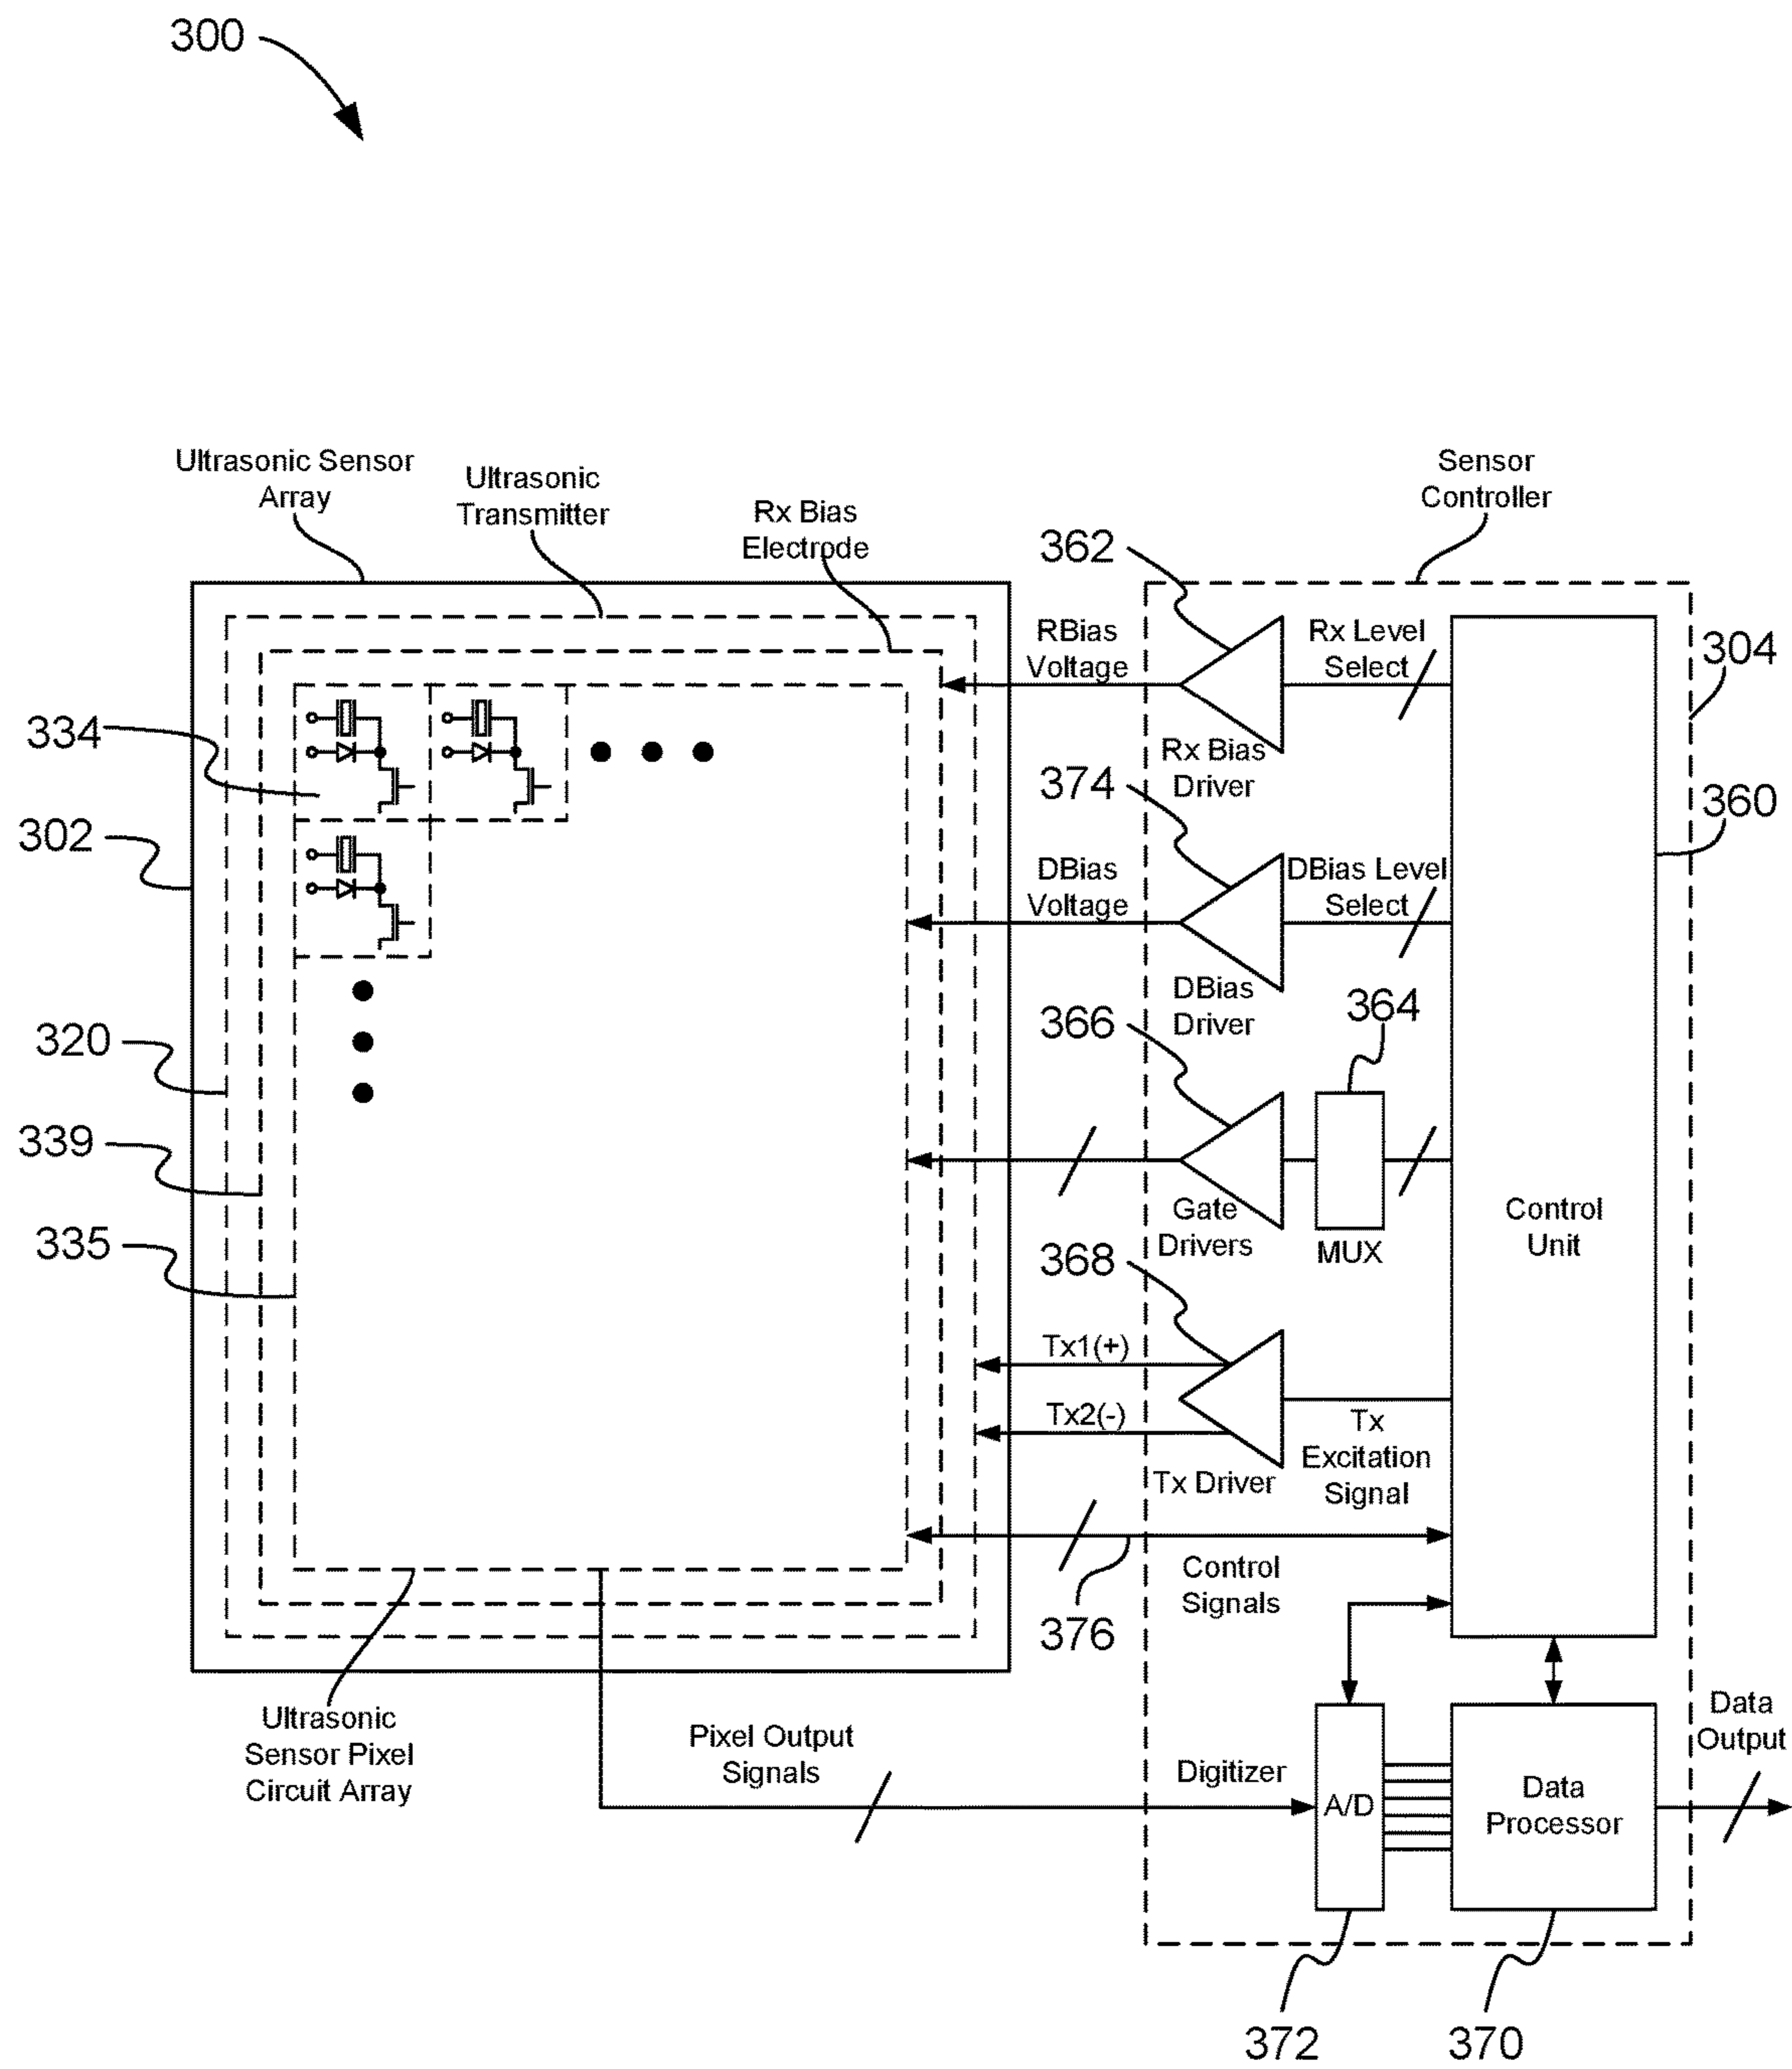 300
Ultrasonic Sensor
Array
Ultrasonic
Transmitter
Rx Bias
Electrode
Sensor
Controller
362
RBias
Voltage
Rx Level
Select
304
334
Rx Bias
Driver
374
360
302
DBias
Voltage
DBias Level
Select
DBias
Driver
364
366
320
339
Gate
Drivers
MUX
Control
Unit
335
368
Tx1(+)
Tx2(-)
Tx
Excitation
Signal
Tx Driver
Control
Signals
376
Ultrasonic
Sensor Pixel
Circuit Array
Pixel Output
Signals
Digitizer
A/D
Data
Processor
Data
Output
372
370